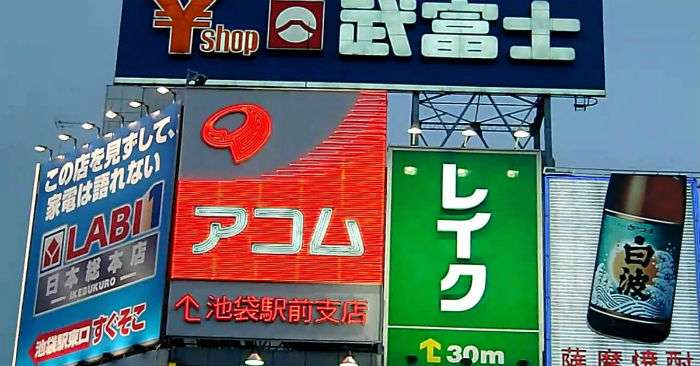 ¥shop 武富士
この店を見ずして、
家電は語れない
LABI1
日本総本店
IKEBUKURO
池袋駅東口 すぐそこ
アコム
↰ 池袋駅前支店
レイク
↰ 30m
白波
薩摩焼酎